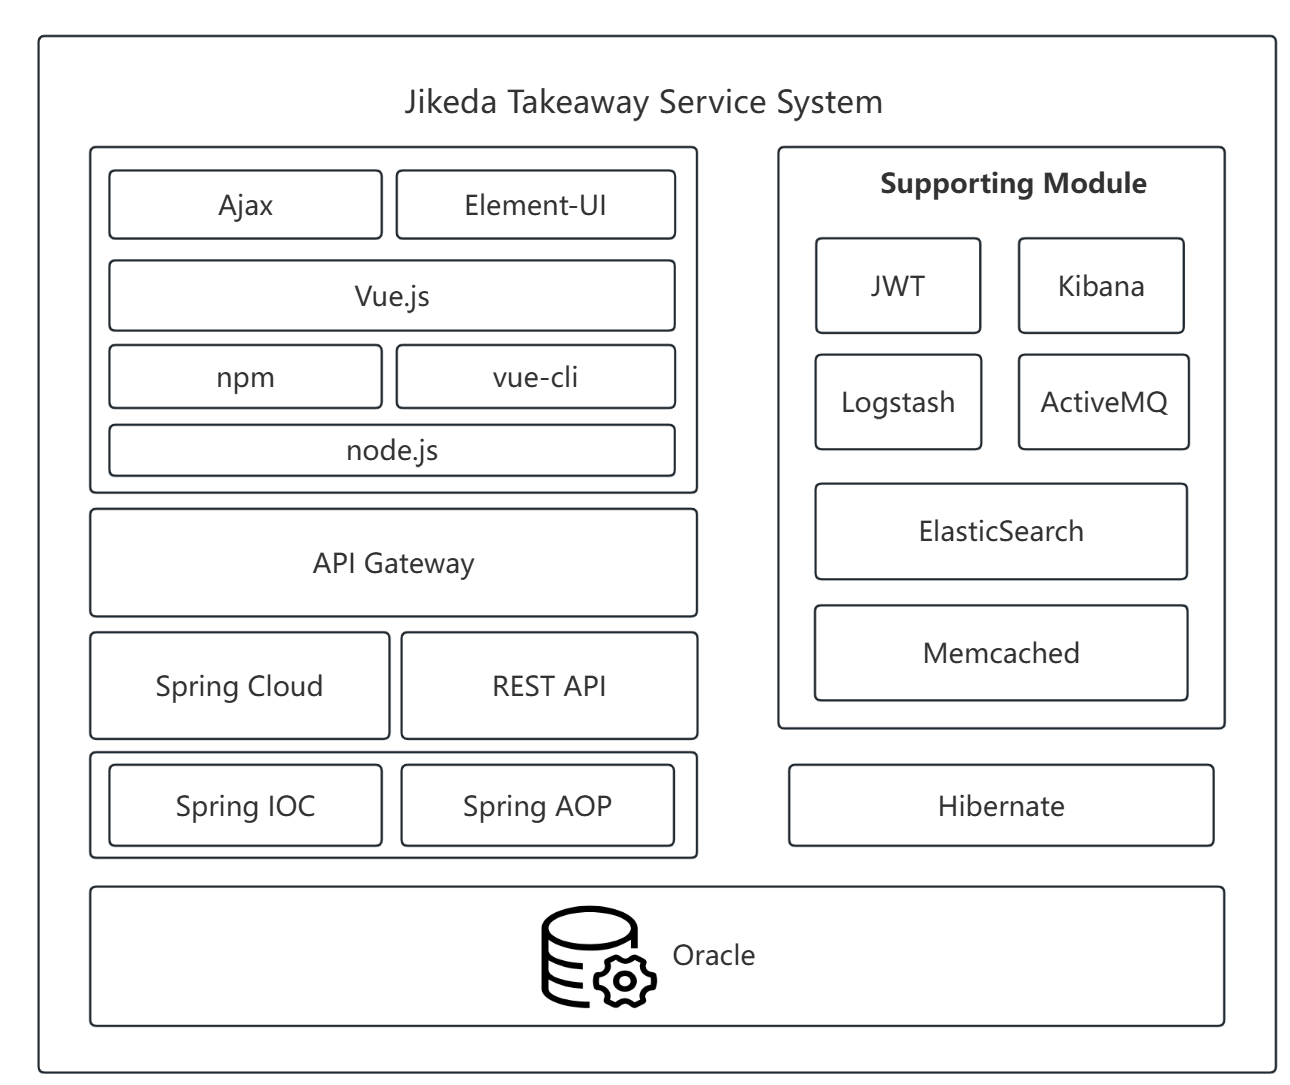 Jikeda Takeaway Service System
Ajax
Element-UI
Vue.js
npm
vue-cli
node.js
API Gateway
Spring Cloud
REST API
Spring IOC
Spring AOP
Supporting Module
JWT
Kibana
Logstash
ActiveMQ
ElasticSearch
Memcached
Hibernate
Oracle